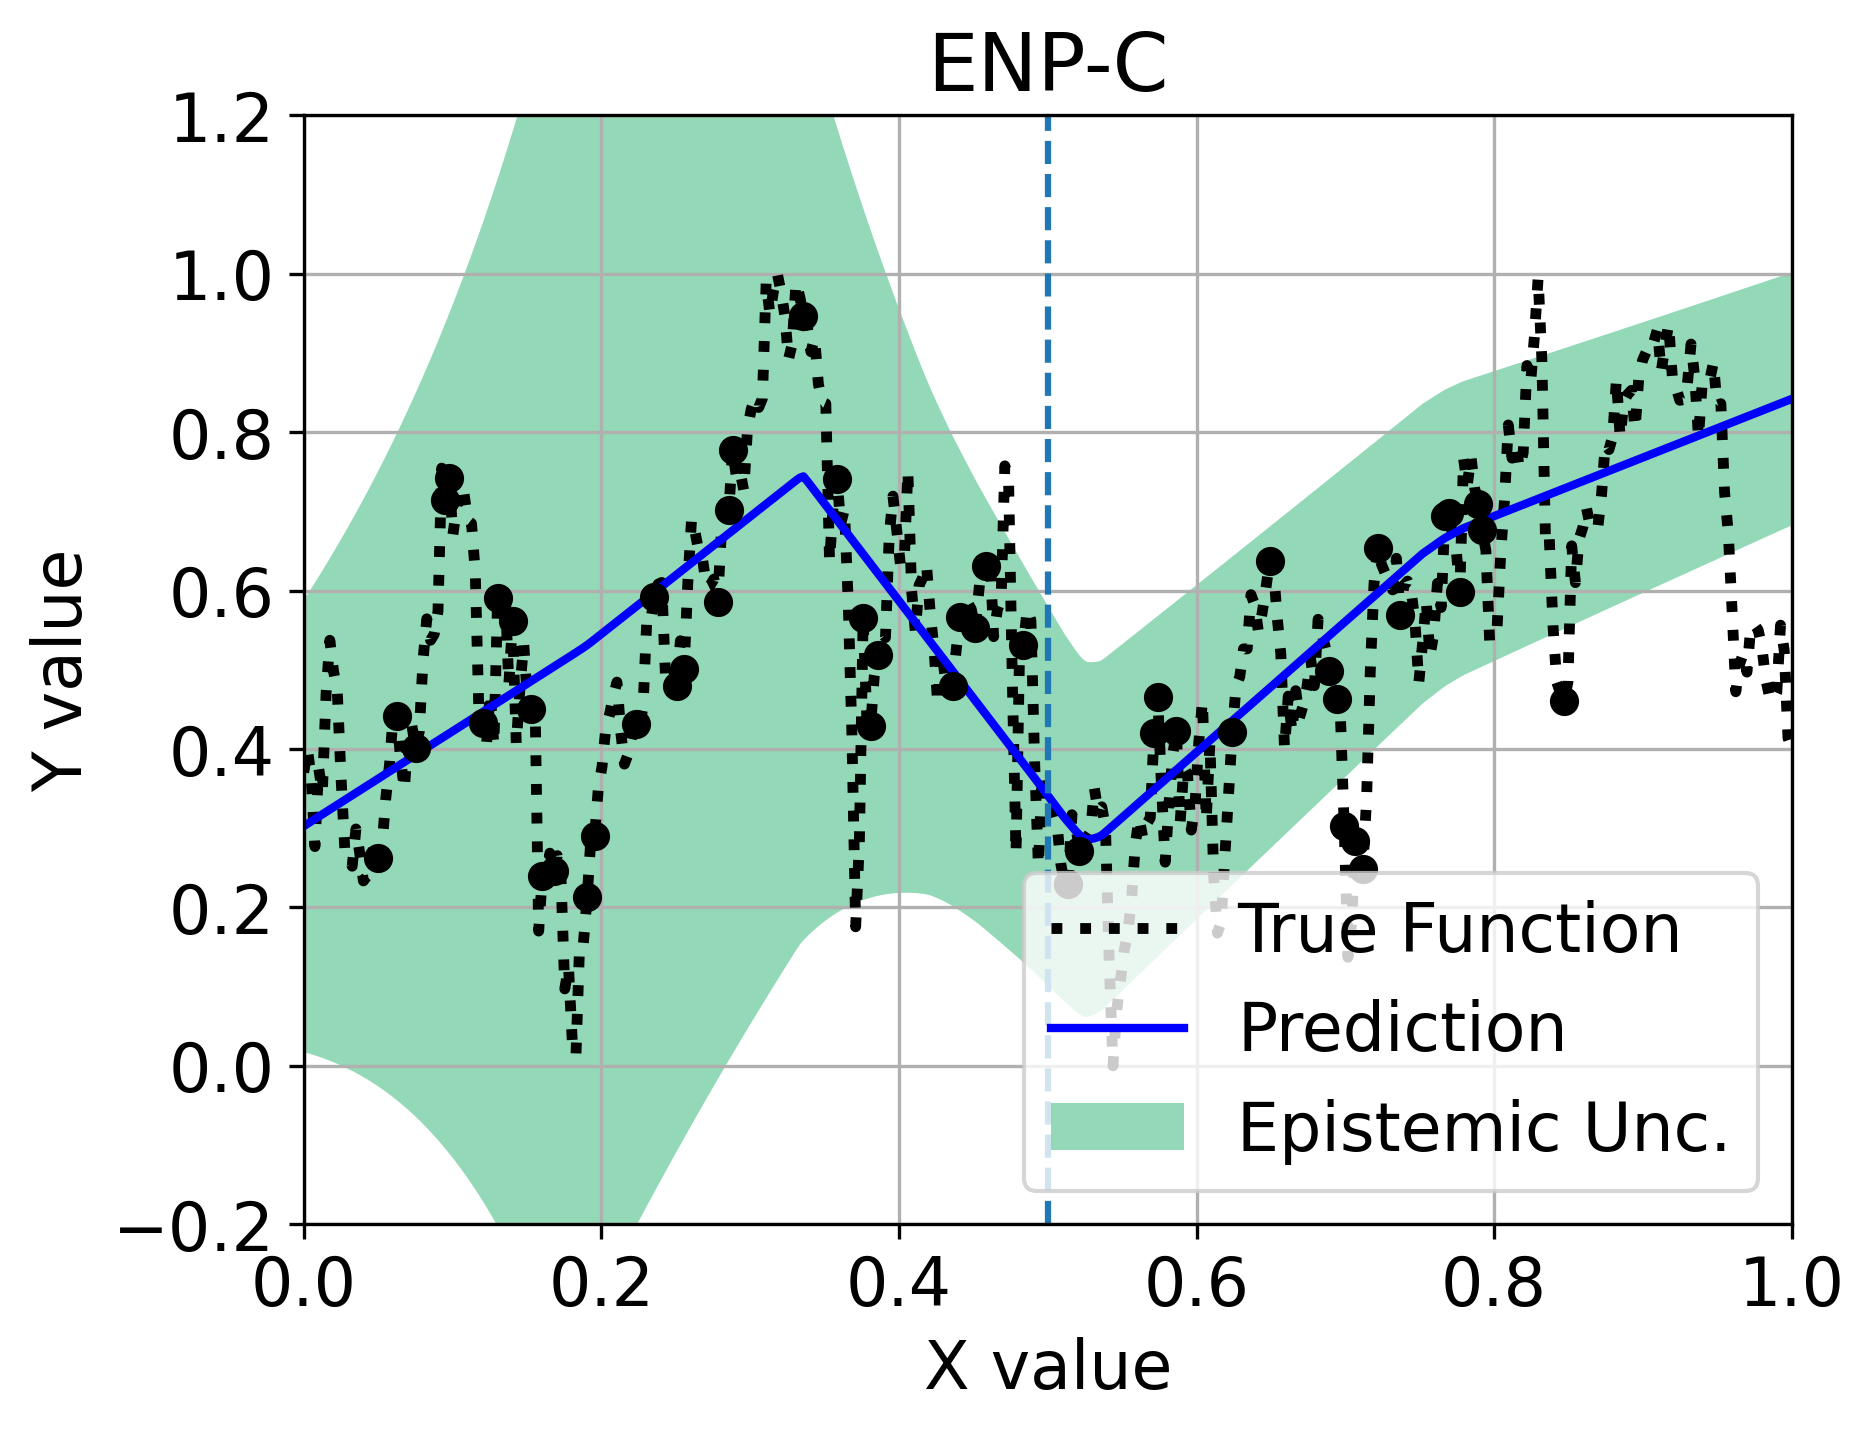 ENP-C
1.2
1.0
0.8
0.6
0.4
0.2
0.0
−0.2
Y value
True Function
Prediction
Epistemic Unc.
0.0 0.2 0.4 0.6 0.8 1.0
X value